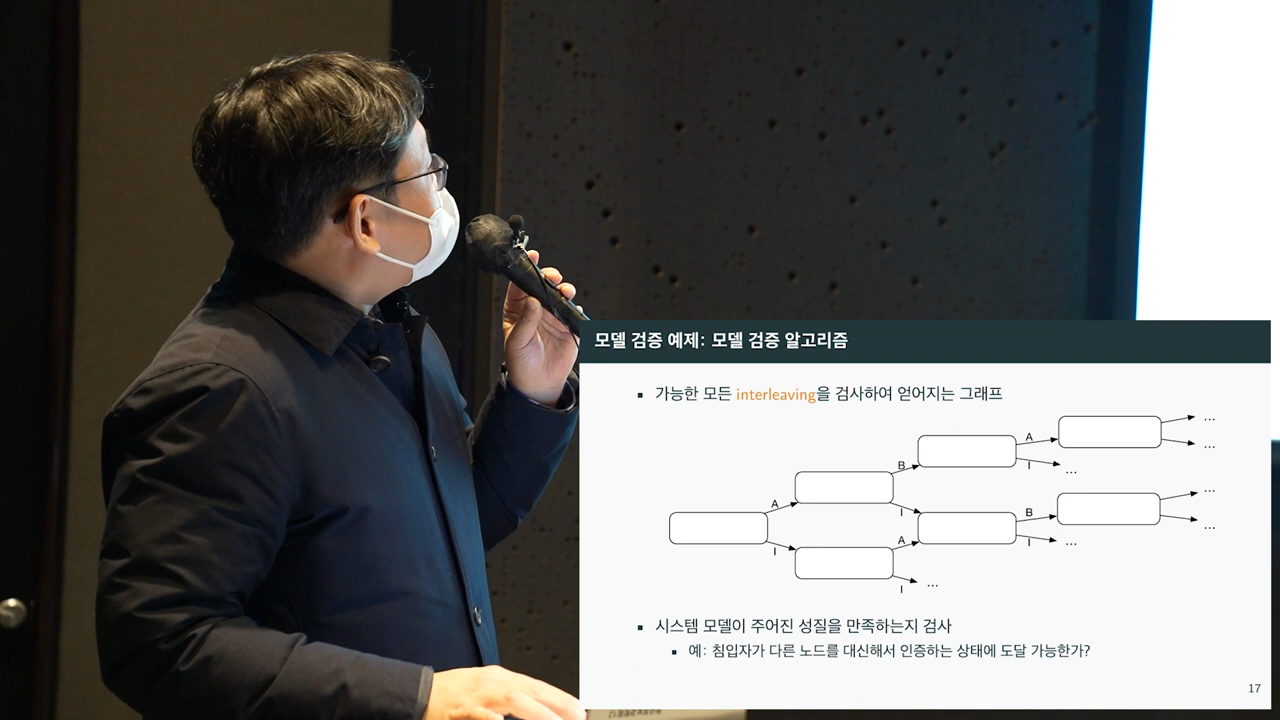 모델 검증 예제: 모델 검증 알고리즘
▪ 가능한 모든 interleaving을 검사하여 얻어지는 그래프
A
...
B
A
I
...
...
A
I
B
...
I
A
I
...
...
I
...
▪ 시스템 모델이 주어진 성질을 만족하는지 검사
▪ 예: 침입자가 다른 노드를 대신해서 인증하는 상태에 도달 가능한가?
17